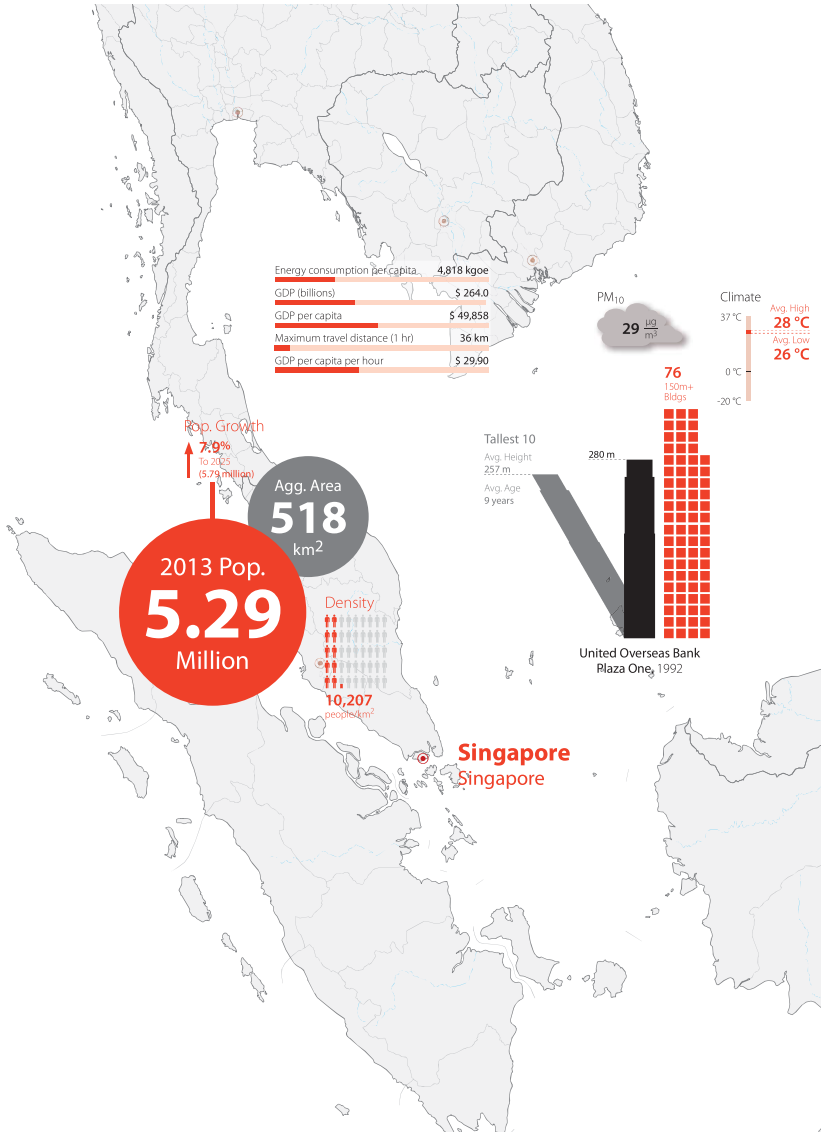 Energy consumption per capita 4,818 kgoe
GDP (billions) $ 264.0
GDP per capita $ 49,858
Maximum travel distance (1 hr) 36 km
GDP per capita per hour $ 29,90
PM10
29 µg/m3
Climate
37 °C
Avg. High
28 °C
Avg. Low
26 °C
0 °C
-20 °C
76
150m+
Bldgs
Pop. Growth
7.9%
To 2025
(5.79 million)
Tallest 10
Avg. Height
257 m
Avg. Age
9 years
280 m
Agg. Area
518
km2
2013 Pop.
5.29
Million
Density
10,207
people/km2
United Overseas Bank
Plaza One, 1992
Singapore
Singapore